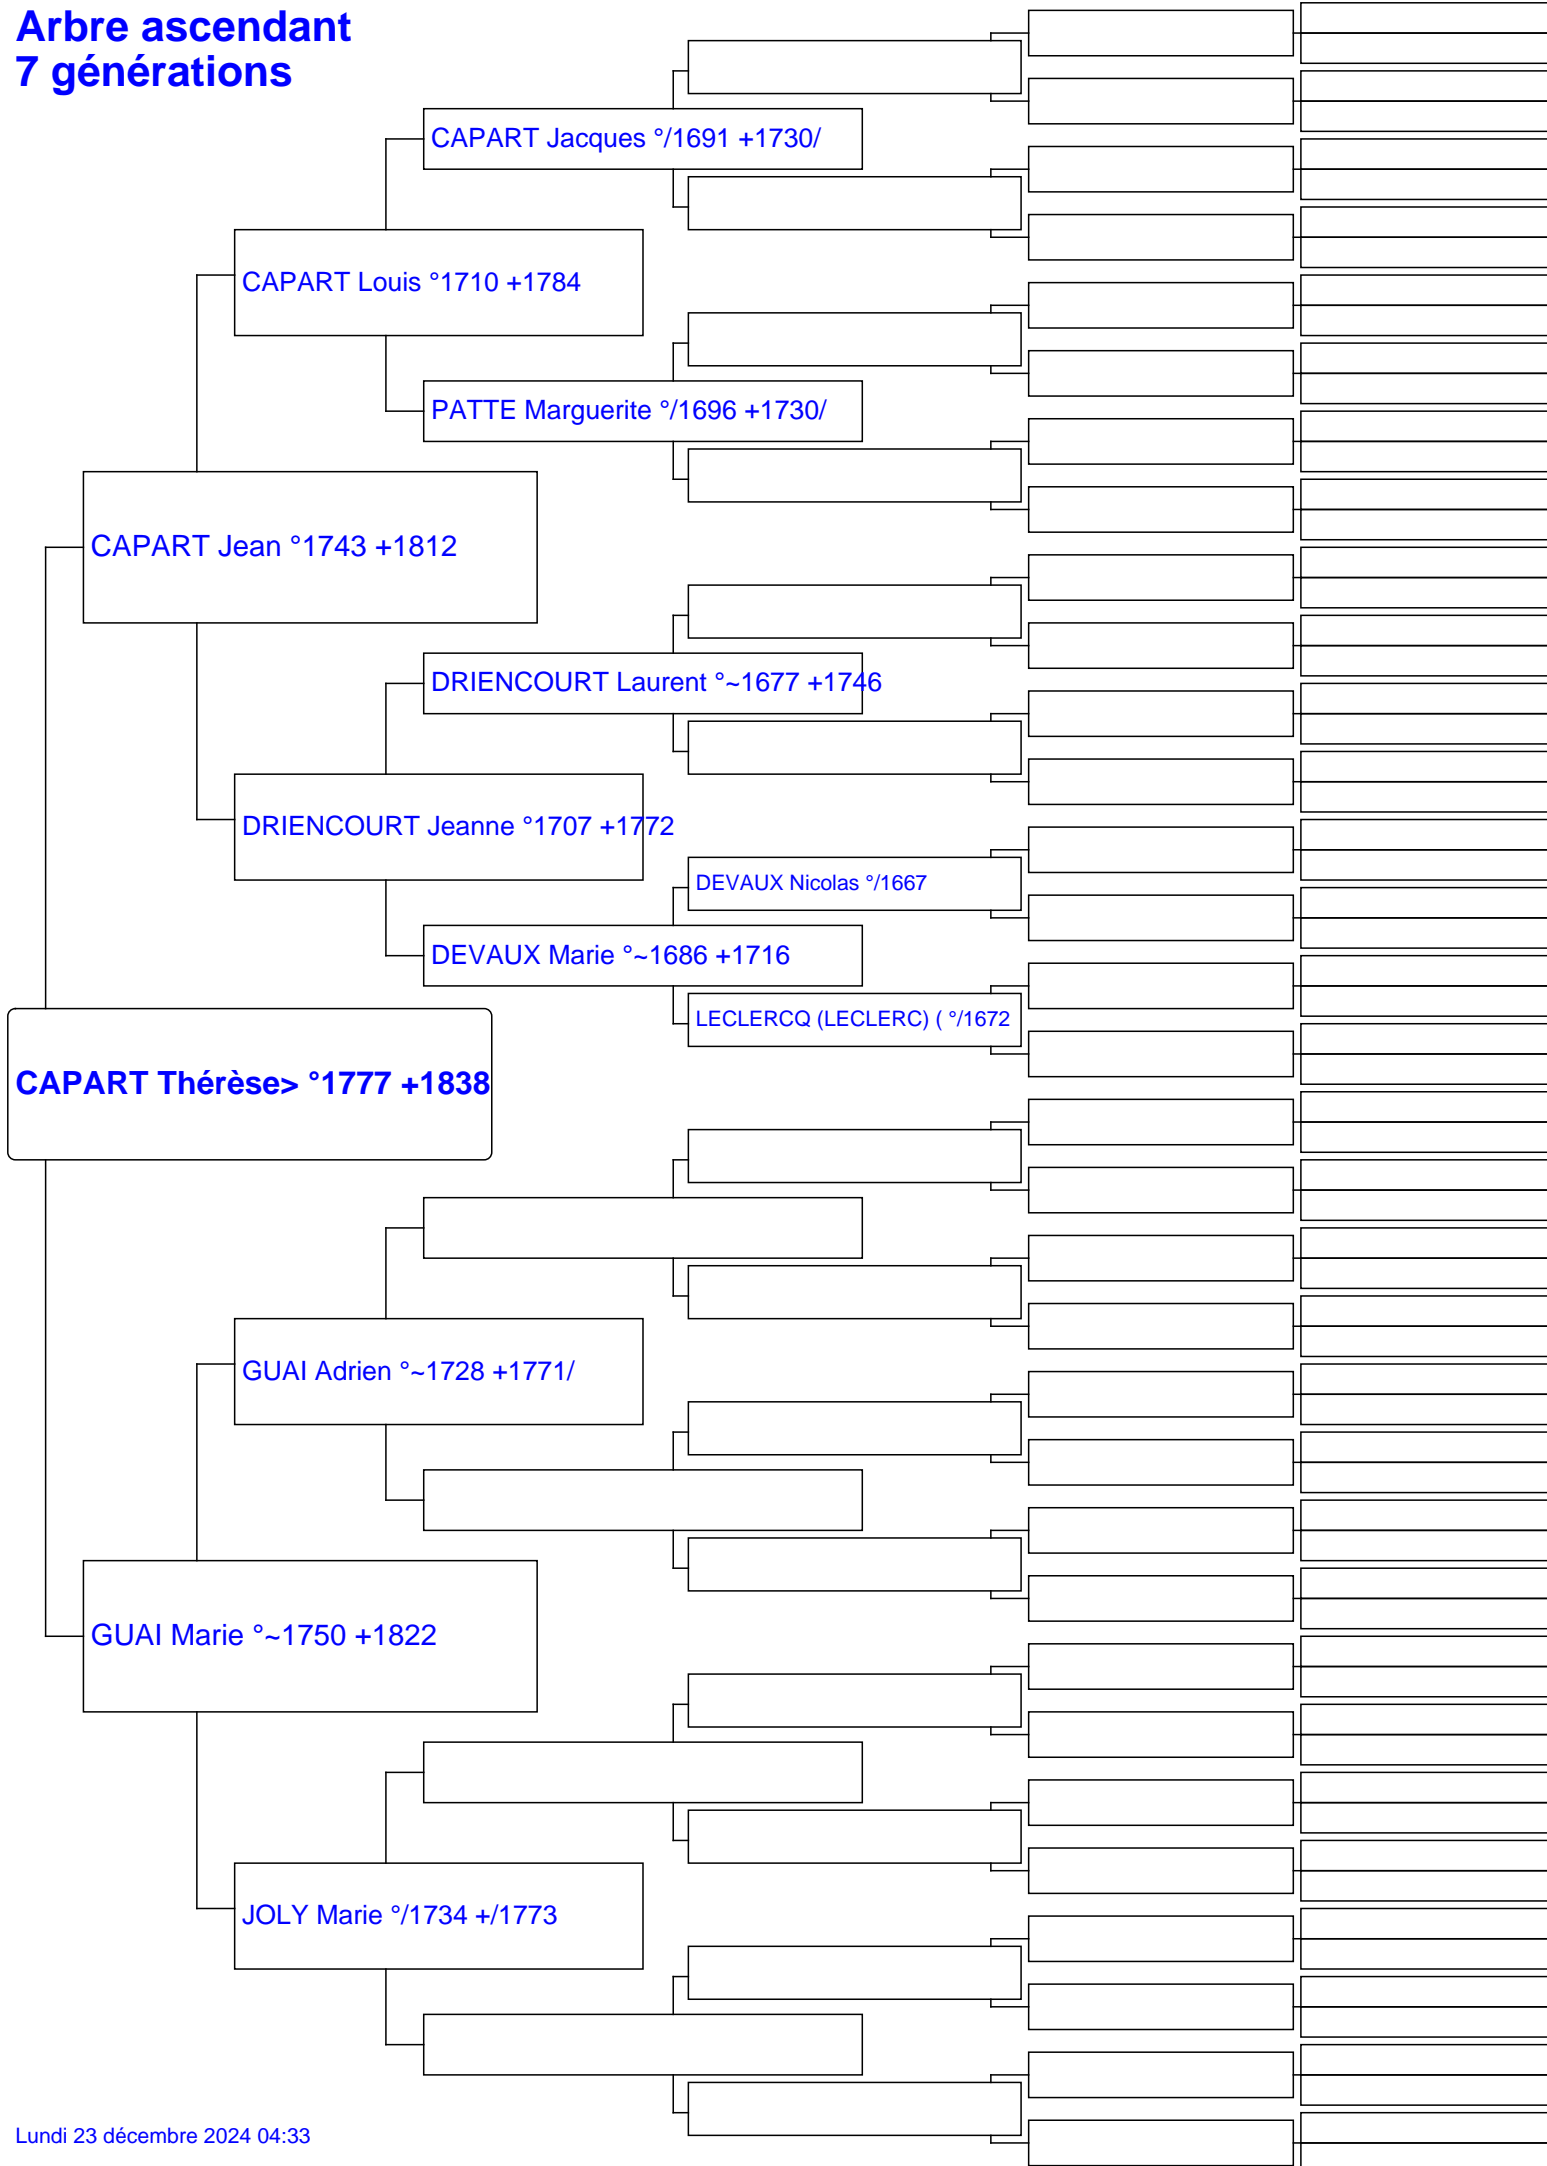 Arbre ascendant
7 générations
CAPART Jacques °/1691 +1730/
CAPART Louis °1710 +1784
PATTE Marguerite °/1696 +1730/
CAPART Jean °1743 +1812
DRIENCOURT Laurent °~1677 +1746
DRIENCOURT Jeanne °1707 +1772
DEVAUX Nicolas °/1667
DEVAUX Marie °~1686 +1716
LECLERCQ (LECLERC) ( °/1672
CAPART Thérèse> °1777 +1838
GUAI Adrien °~1728 +1771/
GUAI Marie °~1750 +1822
JOLY Marie °/1734 +/1773
Lundi 23 décembre 2024 04:33